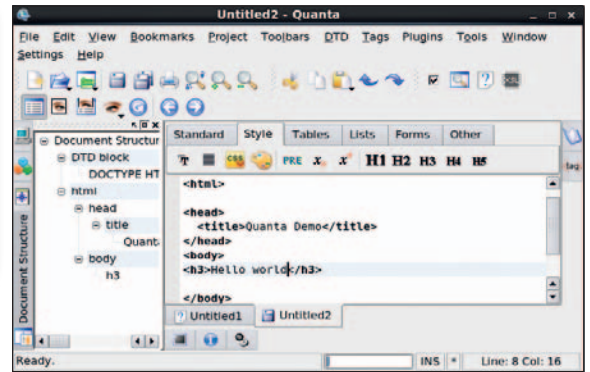 Untitled2 - Quanta
File Edit View Bookmarks Project Toolbars DTD Tags Plugins Tools Window
Settings Help
Document Structur
DTD block
DOCTYPE HT
html
head
title
Quant
body
h3
Document Structure
Standard Style Tables Lists Forms Other
CSS PRE x, x H1 H2 H3 H4 H5
<html>
<head>
<title>Quanta Demo</title>
</head>
<body>
<h3>Hello world</h3>
</body>
Untitled1 Untitled2
tag
Ready. INS * Line: 8 Col: 16